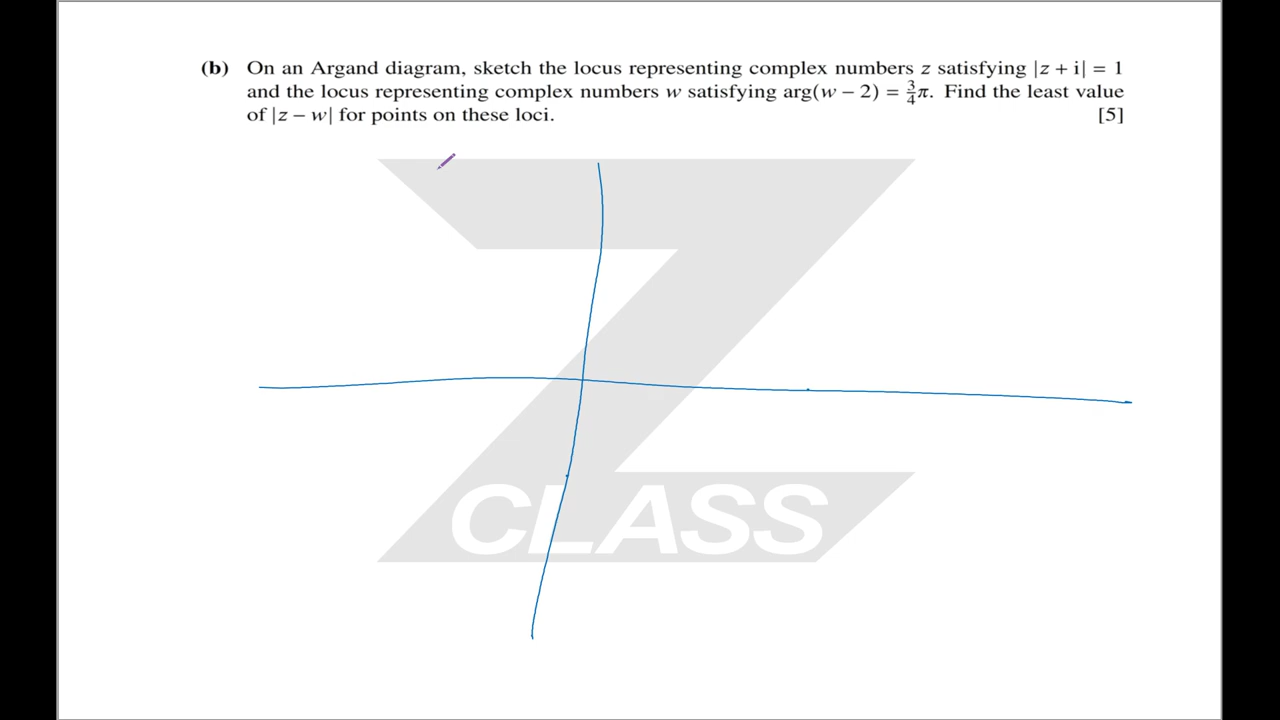 (b) On an Argand diagram, sketch the locus representing complex numbers z satisfying |z + i| = 1
and the locus representing complex numbers w satisfying arg(w − 2) = ¾π. Find the least value
of |z − w| for points on these loci. [5]
CLASS